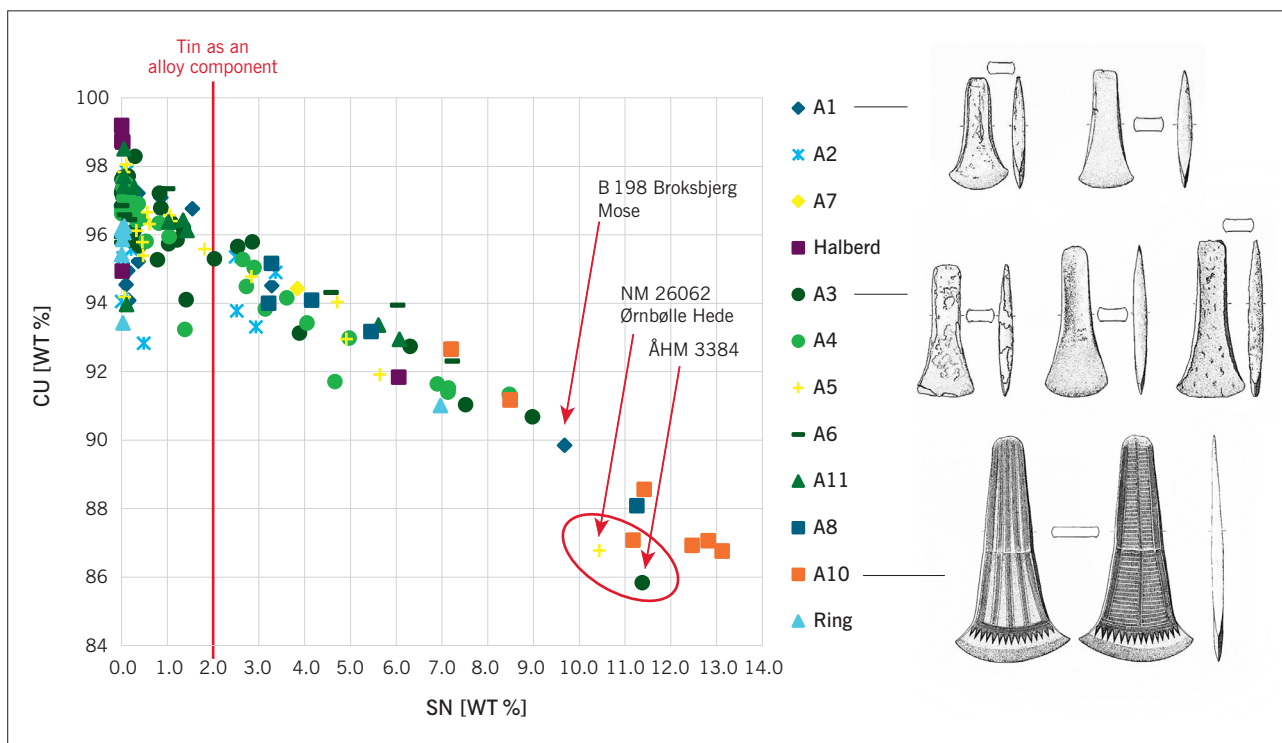 Tin as an
alloy component
CU [WT %]
100
98
96
94
92
90
88
86
84
0.0 1.0 2.0 3.0 4.0 5.0 6.0 7.0 8.0 9.0 10.0 11.0 12.0 13.0 14.0
SN [WT %]
B 198 Broksbjerg
Mose
NM 26062
Ørnbølle Hede
ÅHM 3384
A1
A2
A7
Halberd
A3
A4
A5
A6
A11
A8
A10
Ring